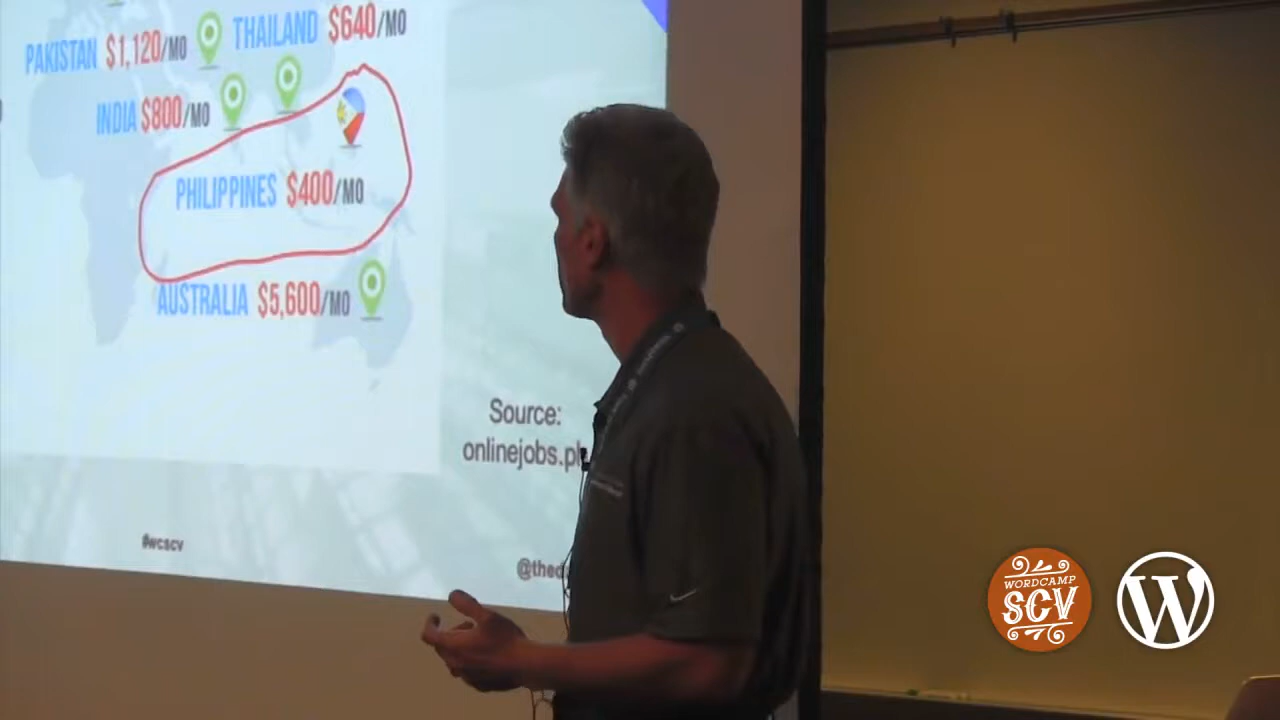 PAKISTAN $1,120/MO
THAILAND $640/MO
INDIA $800/MO
PHILIPPINES $400/MO
AUSTRALIA $5,600/MO
Source:
#wcscv
WORDCAMP
SCV
W